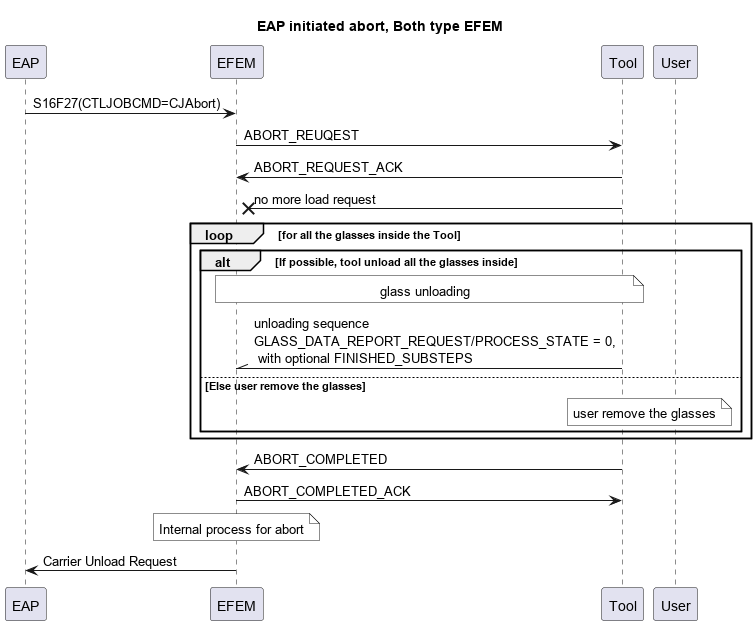 EAP initiated abort, Both type EFEM
EAP
EFEM
Tool
User
S16F27(CTLJOBCMD=CJAbort)
ABORT_REUQEST
ABORT_REQUEST_ACK
no more load request
loop [for all the glasses inside the Tool]
alt [If possible, tool unload all the glasses inside]
glass unloading
unloading sequence
GLASS_DATA_REPORT_REQUEST/PROCESS_STATE = 0,
with optional FINISHED_SUBSTEPS
[Else user remove the glasses]
user remove the glasses
ABORT_COMPLETED
ABORT_COMPLETED_ACK
Internal process for abort
Carrier Unload Request
EAP
EFEM
Tool
User